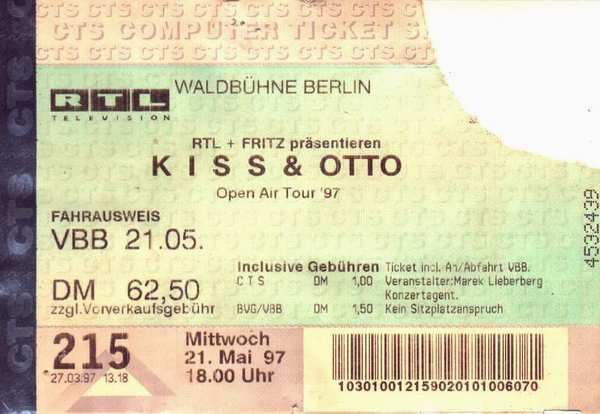 CTS COMPUTER TICKET S
WALDBÜHNE BERLIN
RTL
TELEVISION
RTL + FRITZ präsentieren
KISS & OTTO
Open Air Tour '97
FAHRAUSWEIS
VBB 21.05.
Inclusive Gebühren
CTS DM 1,00
BVG/VBB DM 1,50
Ticket incl. An/Abfahrt VBB.
Veranstalter:Marek Lieberberg
Konzertagent.
Kein Sitzplatzanspruch
DM 62,50
zzgl.Vorverkaufsgebühr
215
27.03.97 13.18
Mittwoch
21. Mai 97
18.00 Uhr
10301001215902010100607​0
4532439
CTS CTS CTS CTS